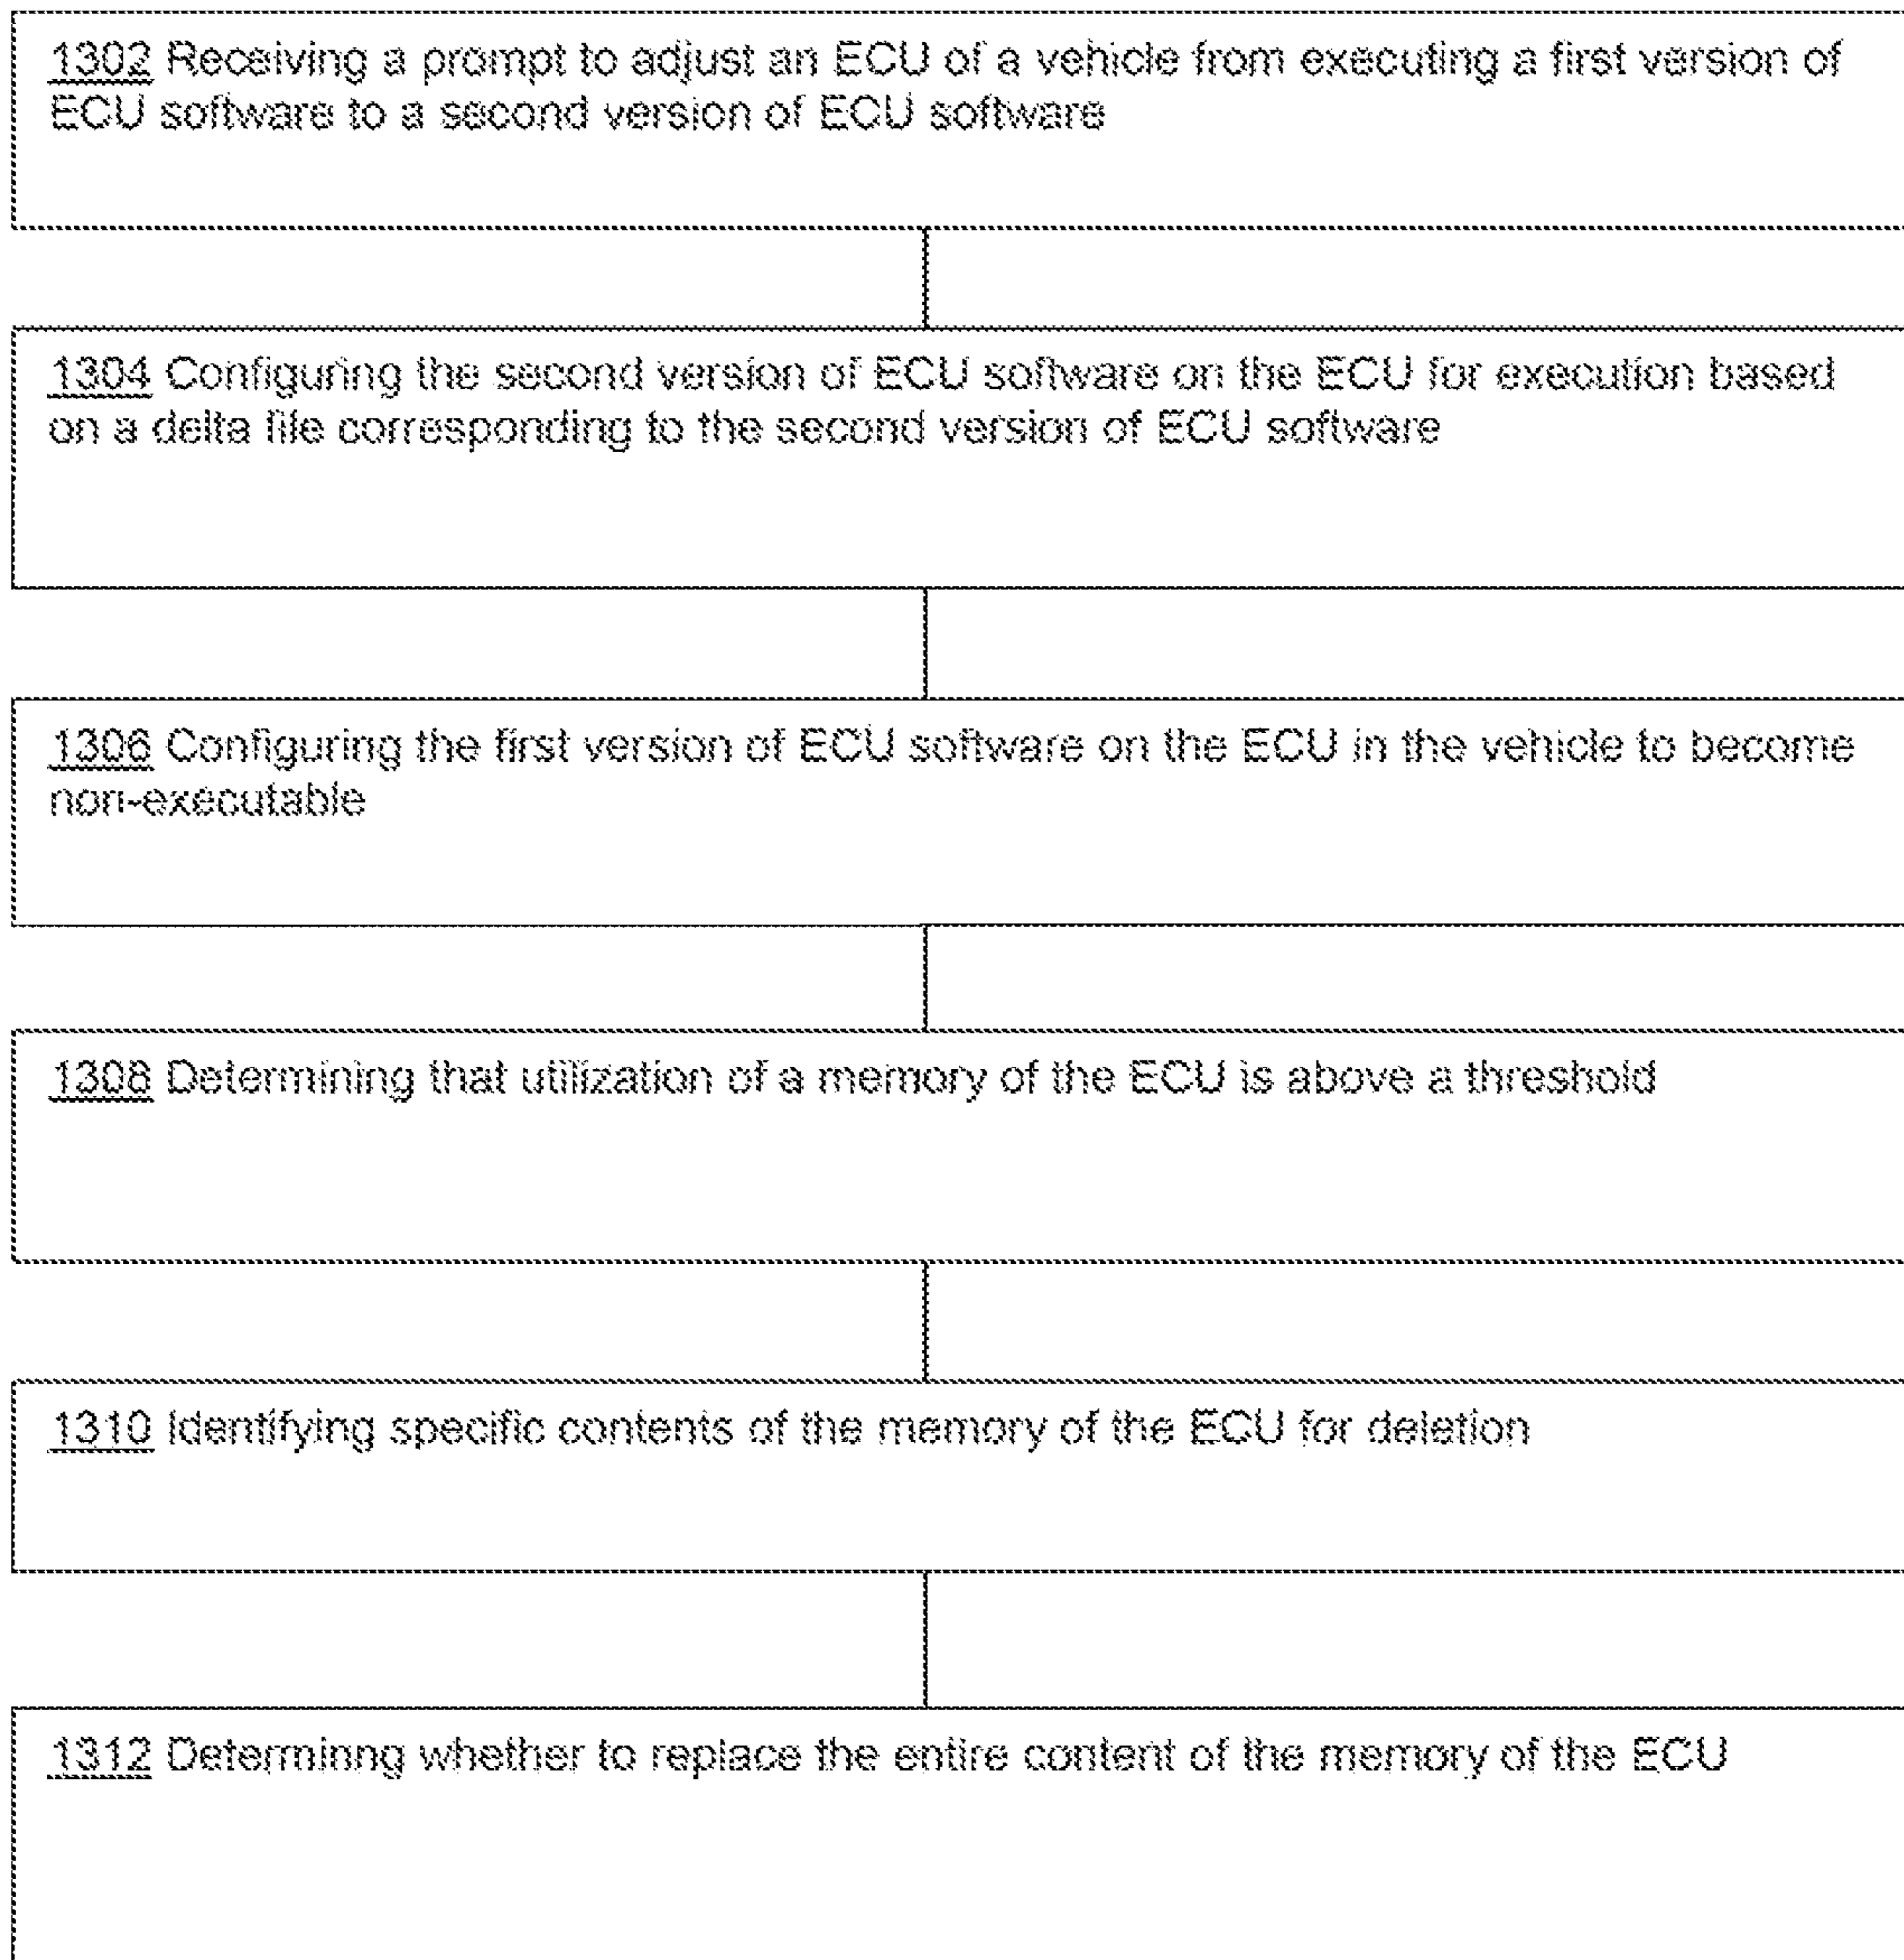 1302 Receiving a prompt to adjust an ECU of a vehicle from executing a first version of
ECU software to a second version of ECU software
1304 Configuring the second version of ECU software on the ECU for execution based
on a delta file corresponding to the second version of ECU software
1306 Configuring the first version of ECU software on the ECU in the vehicle to become
non-executable
1308 Determining that utilization of a memory of the ECU is above a threshold
1310 Identifying specific contents of the memory of the ECU for deletion
1312 Determinng whether to replace the entire content of the memory of the ECU